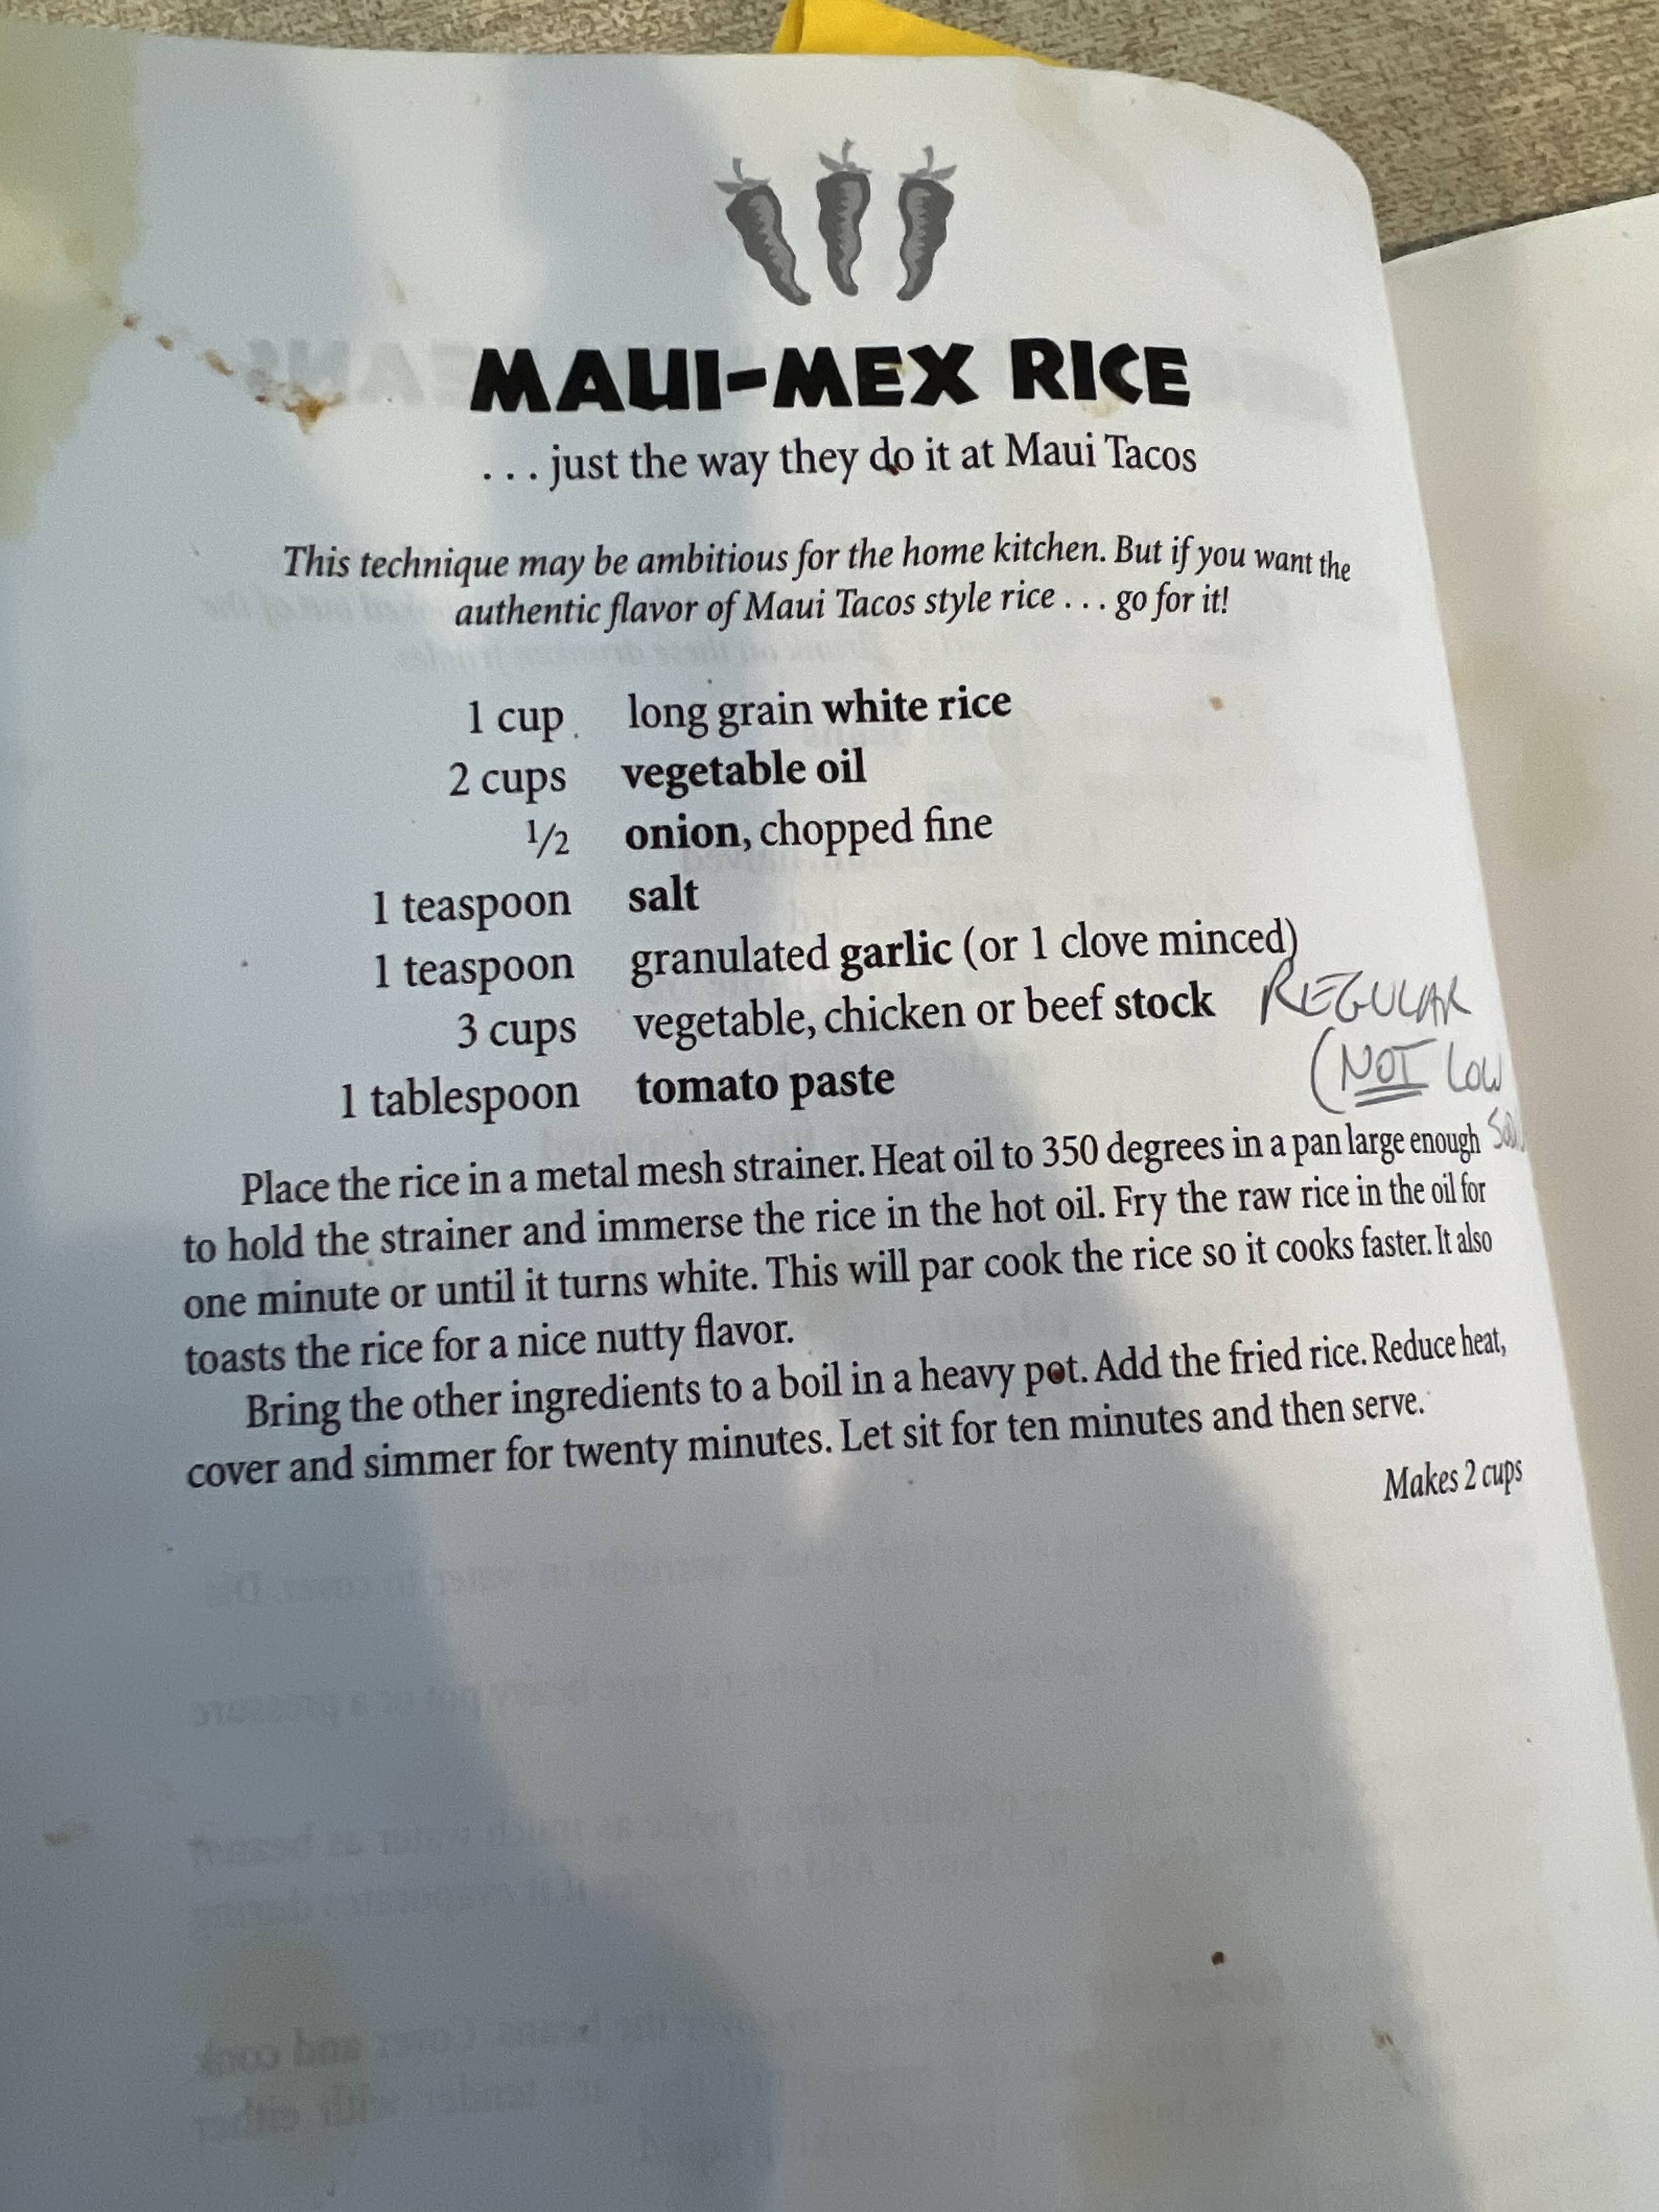 MAUI-MEX RICE
. . . just the way they do it at Maui Tacos
This technique may be ambitious for the home kitchen. But if you want the
authentic flavor of Maui Tacos style rice . . . go for it!
1 cup long grain white rice
2 cups vegetable oil
1/2 onion, chopped fine
1 teaspoon salt
1 teaspoon granulated garlic (or 1 clove minced)
3 cups vegetable, chicken or beef stock REGULAR
(NOT LOW
1 tablespoon tomato paste
Place the rice in a metal mesh strainer. Heat oil to 350 degrees in a pan large enough
to hold the strainer and immerse the rice in the hot oil. Fry the raw rice in the oil for
one minute or until it turns white. This will par cook the rice so it cooks faster. It also
toasts the rice for a nice nutty flavor.
Bring the other ingredients to a boil in a heavy pot. Add the fried rice. Reduce heat,
cover and simmer for twenty minutes. Let sit for ten minutes and then serve.
Makes 2 cups